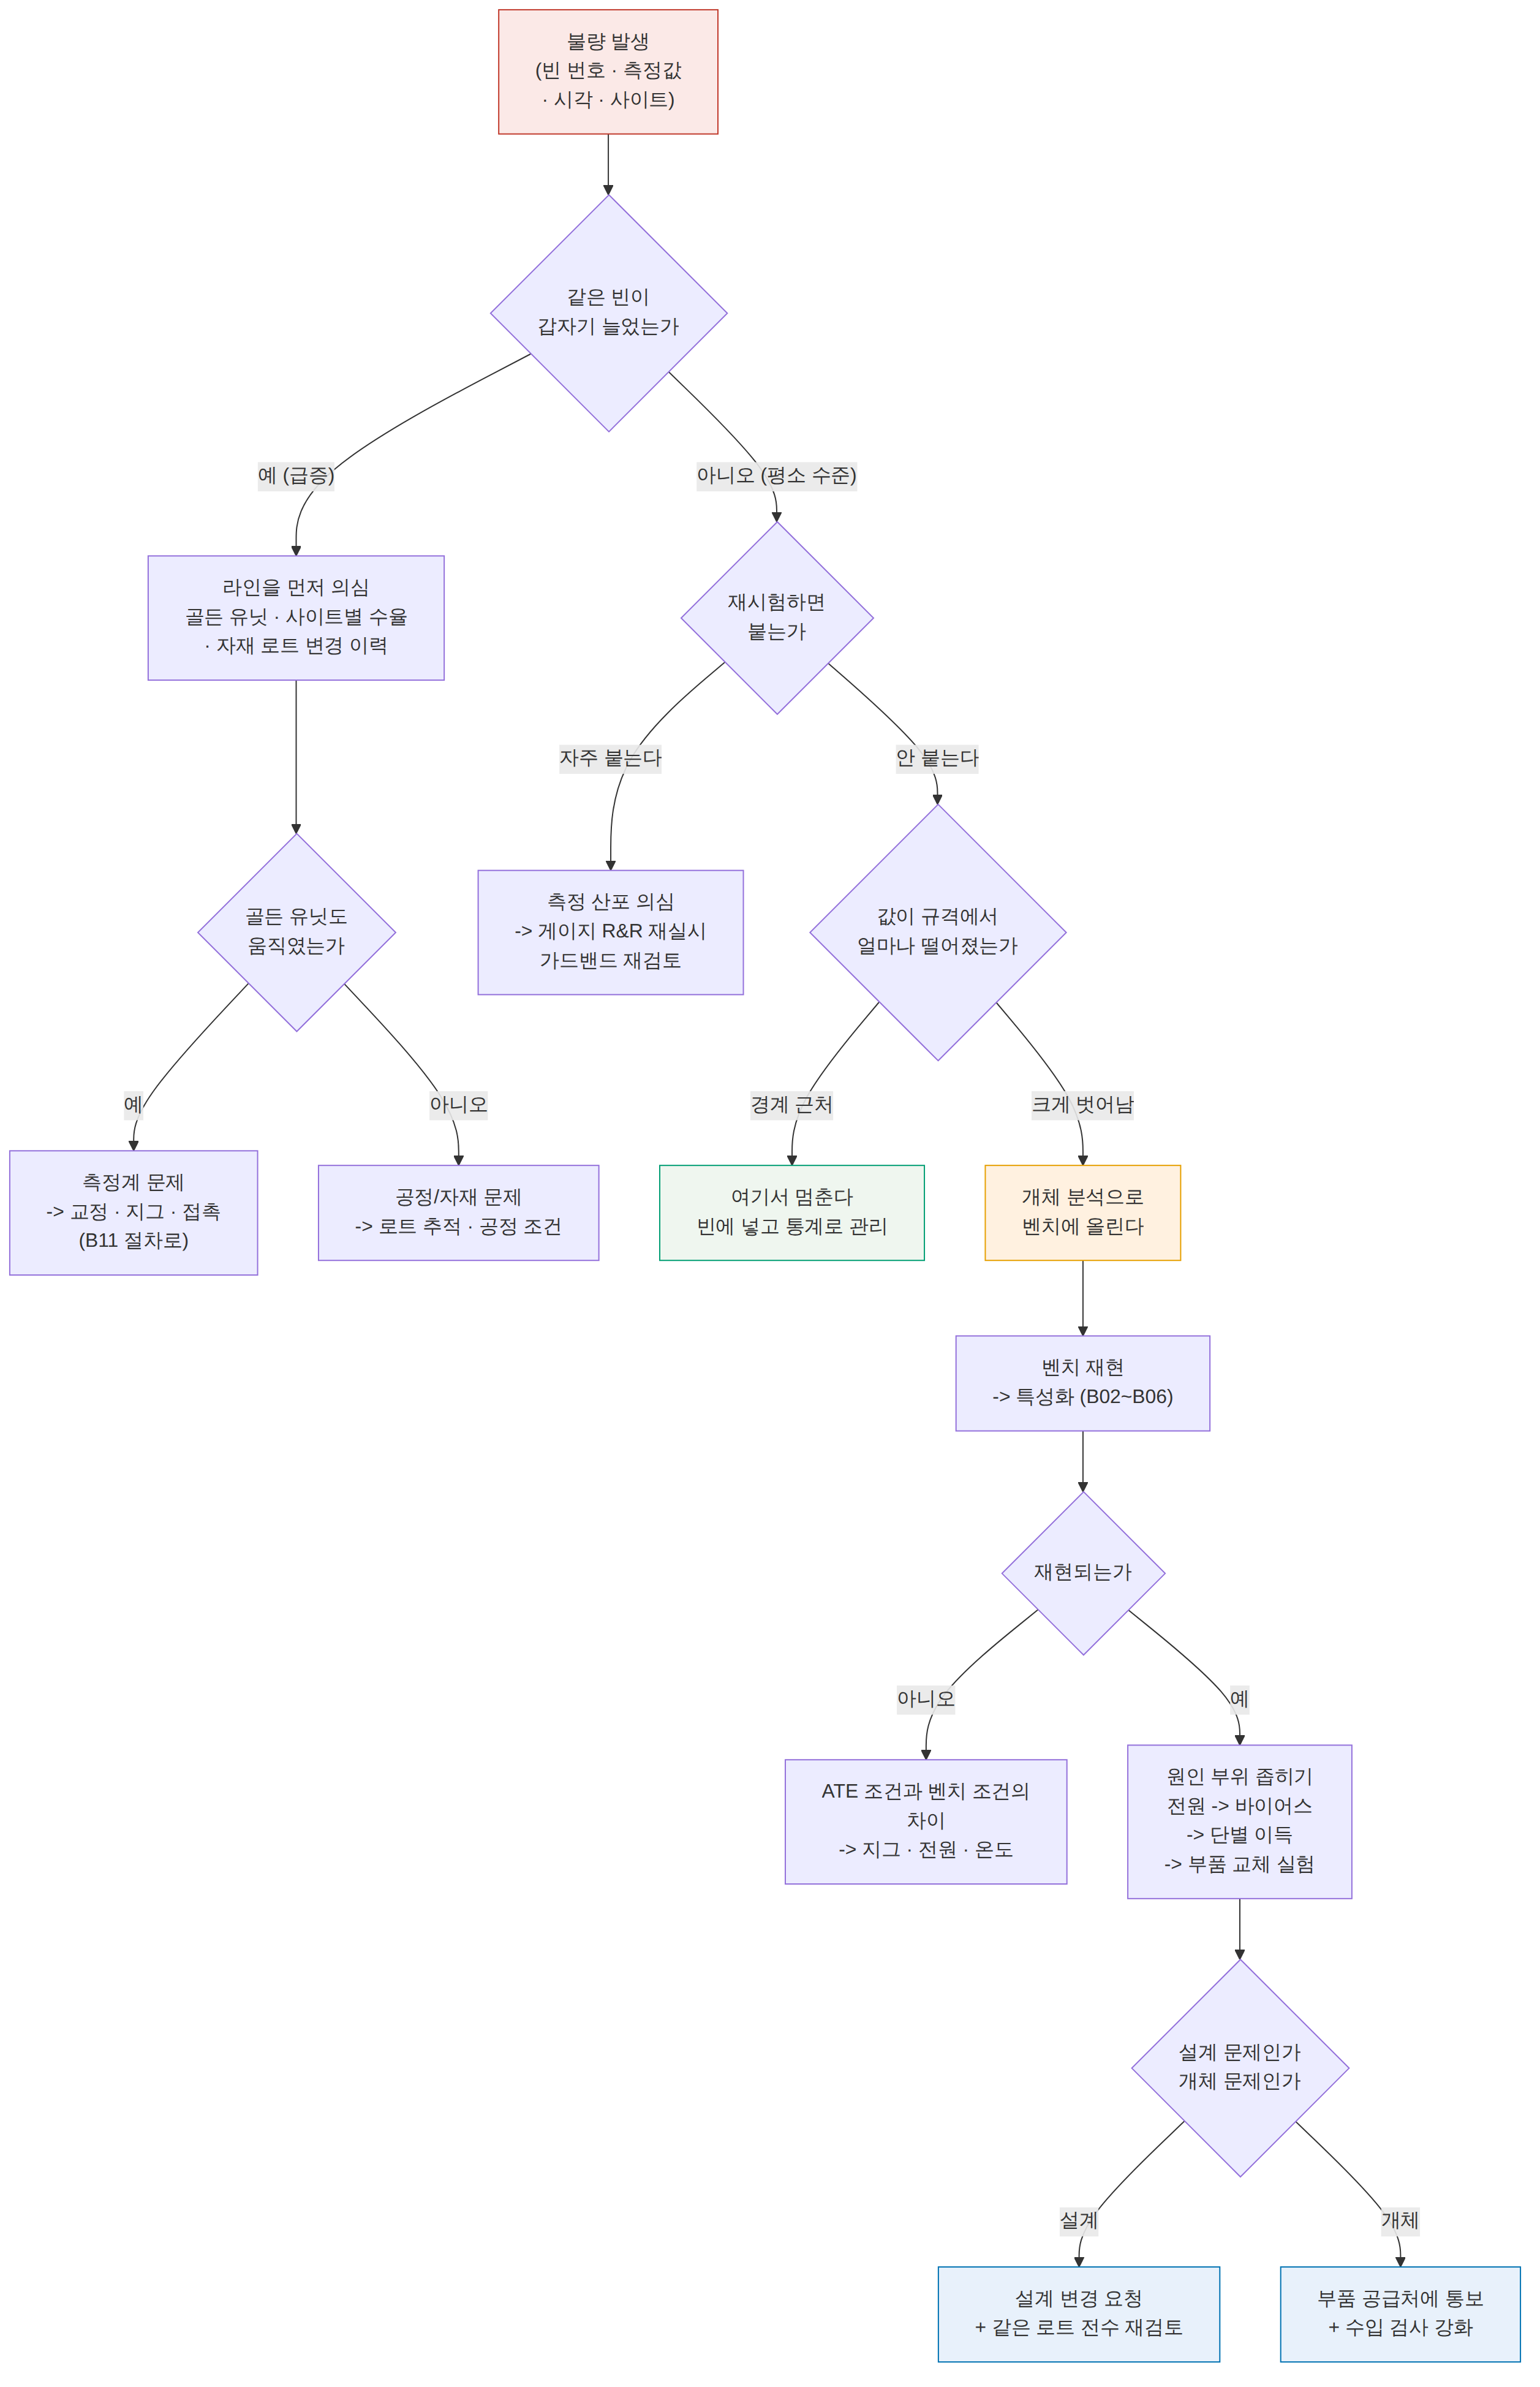 불량 발생
(빈 번호 · 측정값
· 시각 · 사이트)
같은 빈이
갑자기 늘었는가
예 (급증)
아니오 (평소 수준)
라인을 먼저 의심
골든 유닛 · 사이트별 수율
· 자재 로트 변경 이력
재시험하면
붙는가
자주 붙는다
안 붙는다
골든 유닛도
움직였는가
측정 산포 의심
-> 게이지 R&R 재실시
가드밴드 재검토
값이 규격에서
얼마나 떨어졌는가
예
아니오
경계 근처
크게 벗어남
측정계 문제
-> 교정 · 지그 · 접촉
(B11 절차로)
공정/자재 문제
-> 로트 추적 · 공정 조건
여기서 멈춘다
빈에 넣고 통계로 관리
개체 분석으로
벤치에 올린다
벤치 재현
-> 특성화 (B02~B06)
재현되는가
아니오
예
ATE 조건과 벤치 조건의
차이
-> 지그 · 전원 · 온도
원인 부위 좁히기
전원 -> 바이어스
-> 단별 이득
-> 부품 교체 실험
설계 문제인가
개체 문제인가
설계
개체
설계 변경 요청
+ 같은 로트 전수 재검토
부품 공급처에 통보
+ 수입 검사 강화